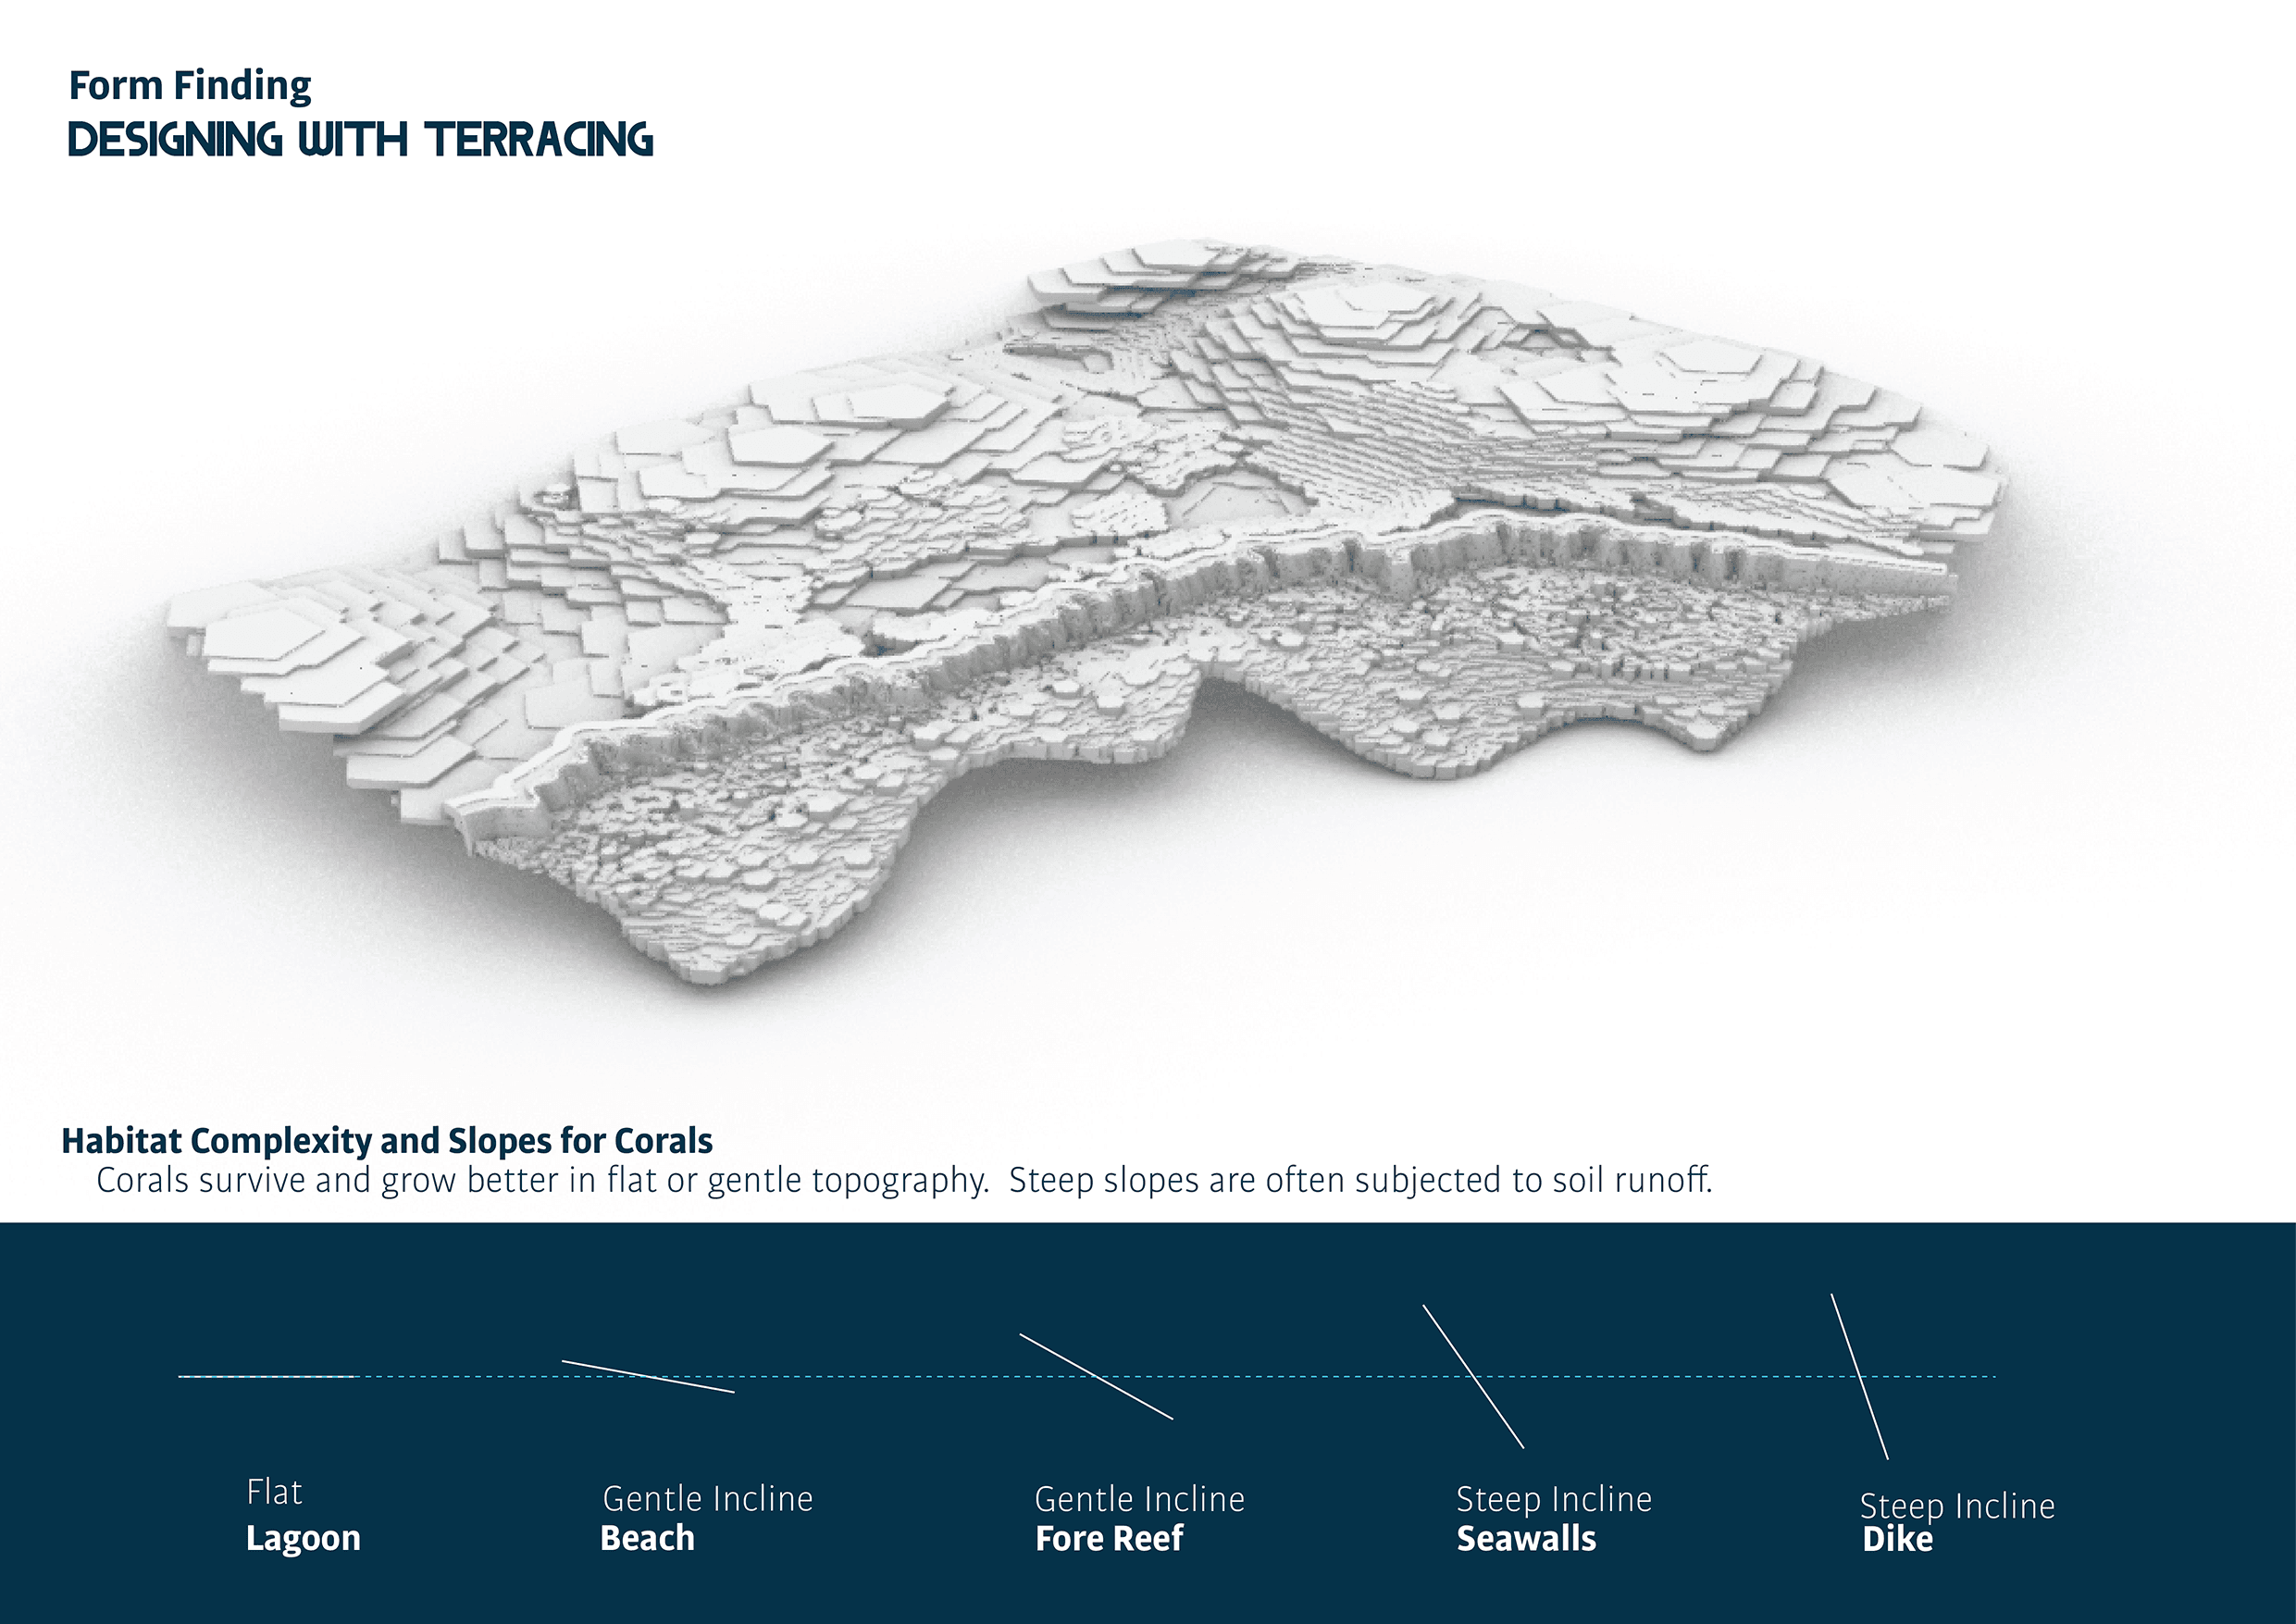 Form Finding
DESIGNING WITH TERRACING
Habitat Complexity and Slopes for Corals
Corals survive and grow better in flat or gentle topography.  Steep slopes are often subjected to soil runoff.
Flat
Lagoon
Gentle Incline
Beach
Gentle Incline
Fore Reef
Steep Incline
Seawalls
Steep Incline
Dike